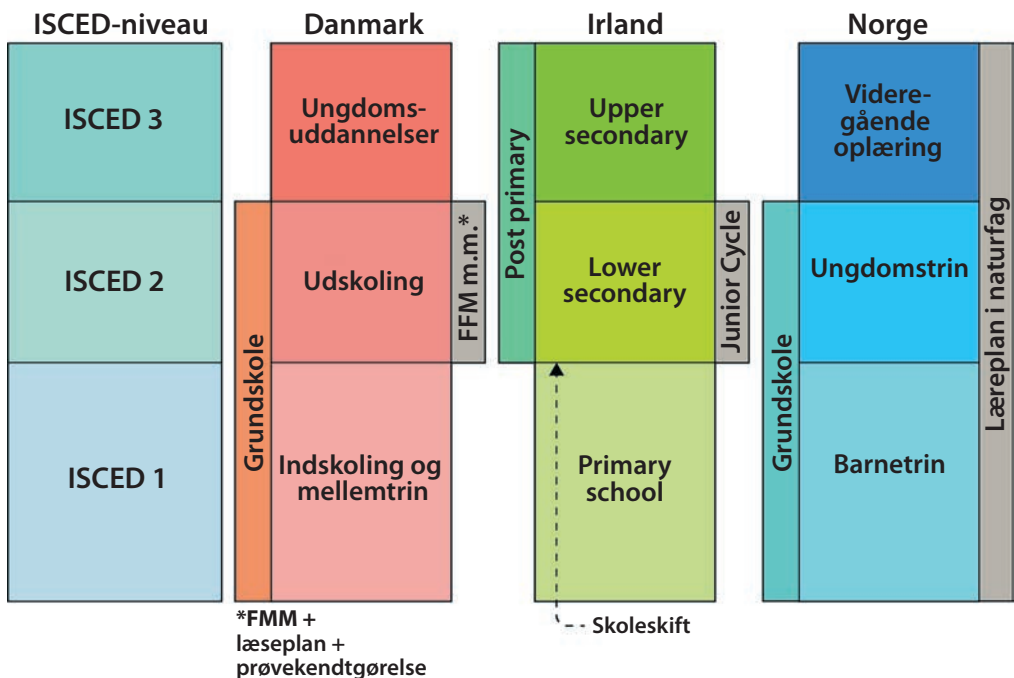 ISCED-niveau
Danmark
Irland
Norge
ISCED 3
Ungdoms-
uddannelser
Post primary
Upper
secondary
Videre-
gående
oplæring
Læreplan i naturfag
ISCED 2
Grundskole
Udskoling
FFM m.m.*
Lower
secondary
Junior Cycle
Grundskole
Ungdomstrin
ISCED 1
Indskoling og
mellemtrin
Primary
school
Barnetrin
*FMM +
læseplan +
prøvekendtgørelse
Skoleskift